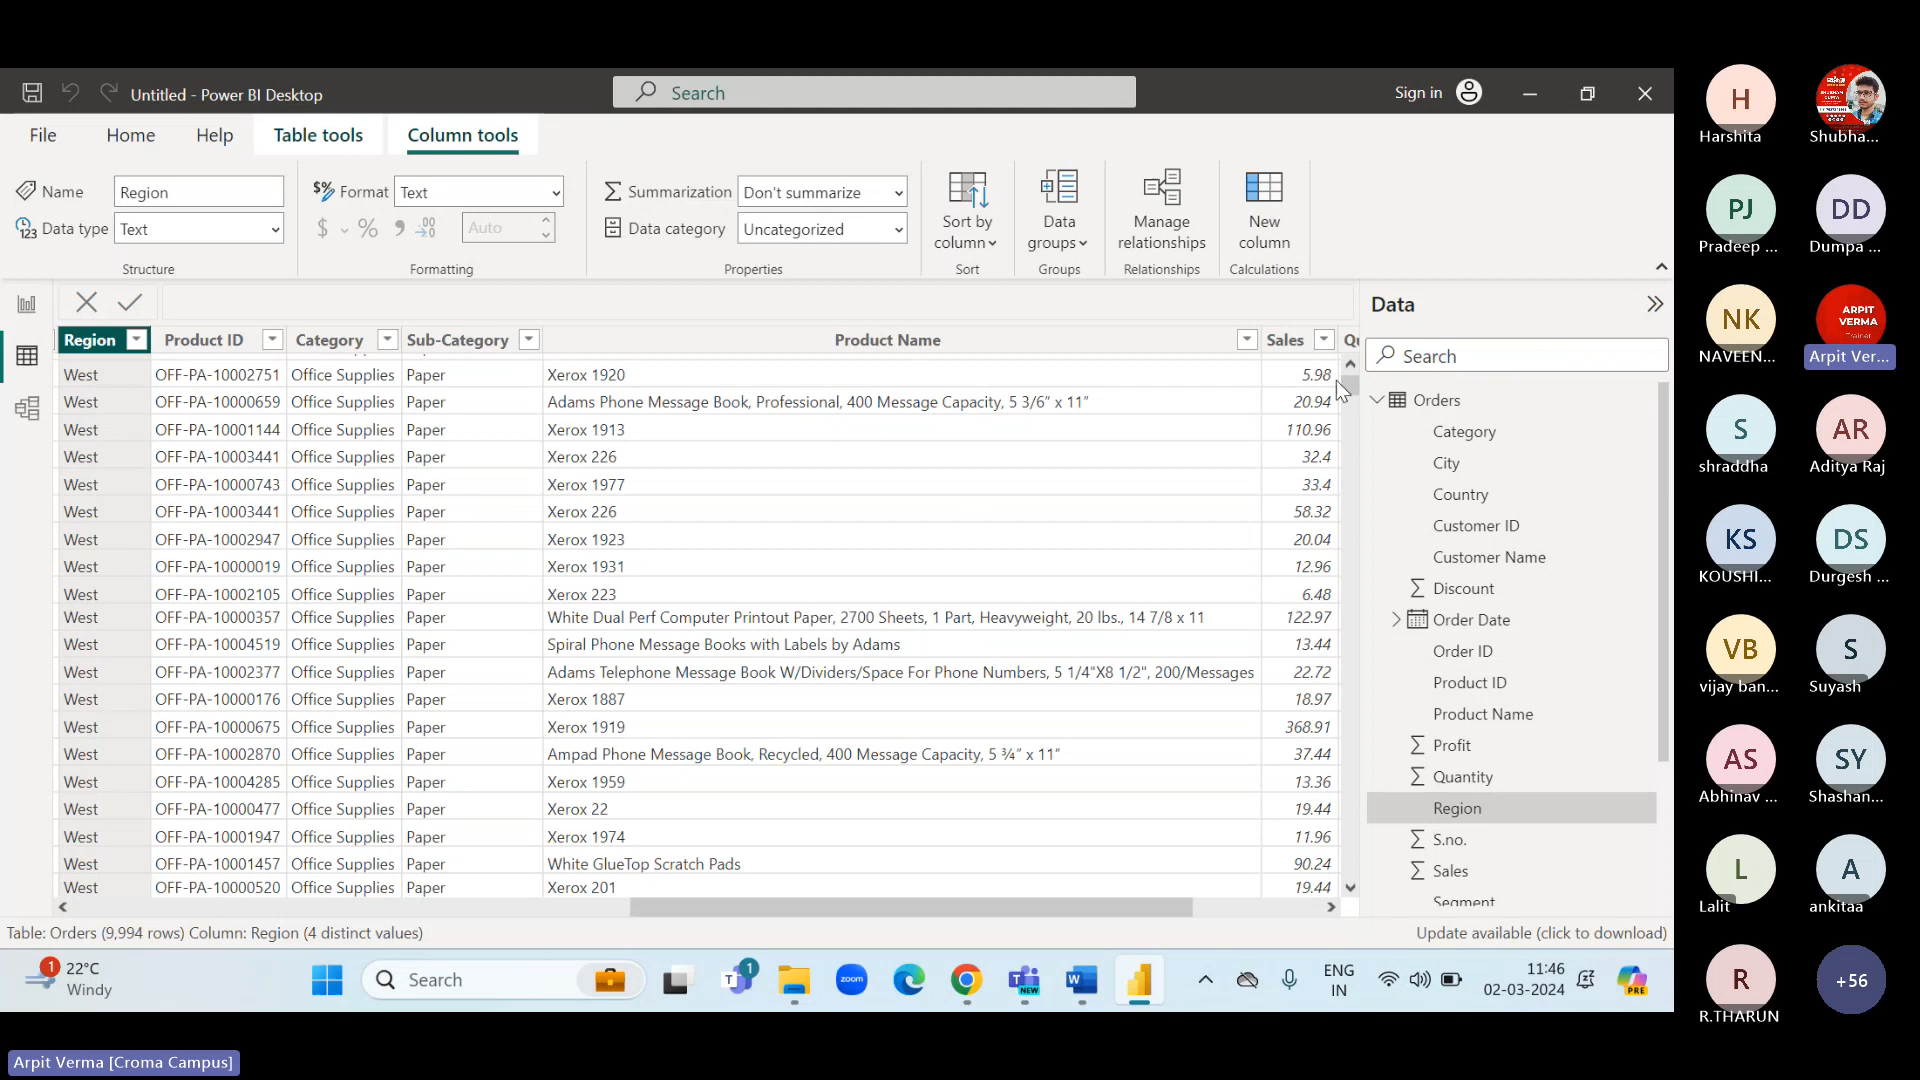 Untitled - Power BI Desktop
Search
Sign in
File Home Help Table tools Column tools
Name Region
Data type Text
Structure
Format Text
$ % Auto
Formatting
Summarization Don't summarize
Data category Uncategorized
Properties
Sort by column
Sort
Data groups
Groups
Manage relationships
Relationships
New column
Calculations
Region Product ID Category Sub-Category Product Name Sales Qu
West OFF-PA-10002751 Office Supplies Paper Xerox 1920 5.98
West OFF-PA-10000659 Office Supplies Paper Adams Phone Message Book, Professional, 400 Message Capacity, 5 3/6” x 11” 20.94
West OFF-PA-10001144 Office Supplies Paper Xerox 1913 110.96
West OFF-PA-10003441 Office Supplies Paper Xerox 226 32.4
West OFF-PA-10000743 Office Supplies Paper Xerox 1977 33.4
West OFF-PA-10003441 Office Supplies Paper Xerox 226 58.32
West OFF-PA-10002947 Office Supplies Paper Xerox 1923 20.04
West OFF-PA-10000019 Office Supplies Paper Xerox 1931 12.96
West OFF-PA-10002105 Office Supplies Paper Xerox 223 6.48
West OFF-PA-10000357 Office Supplies Paper White Dual Perf Computer Printout Paper, 2700 Sheets, 1 Part, Heavyweight, 20 lbs., 14 7/8 x 11 122.97
West OFF-PA-10004519 Office Supplies Paper Spiral Phone Message Books with Labels by Adams 13.44
West OFF-PA-10002377 Office Supplies Paper Adams Telephone Message Book W/Dividers/Space For Phone Numbers, 5 1/4"X8 1/2", 200/Messages 22.72
West OFF-PA-10000176 Office Supplies Paper Xerox 1887 18.97
West OFF-PA-10000675 Office Supplies Paper Xerox 1919 368.91
West OFF-PA-10002870 Office Supplies Paper Ampad Phone Message Book, Recycled, 400 Message Capacity, 5 ¾” x 11” 37.44
West OFF-PA-10004285 Office Supplies Paper Xerox 1959 13.36
West OFF-PA-10000477 Office Supplies Paper Xerox 22 19.44
West OFF-PA-10001947 Office Supplies Paper Xerox 1974 11.96
West OFF-PA-10001457 Office Supplies Paper White GlueTop Scratch Pads 90.24
West OFF-PA-10000520 Office Supplies Paper Xerox 201 19.44
Data
Search
Orders
Category
City
Country
Customer ID
Customer Name
Discount
Order Date
Order ID
Product ID
Product Name
Profit
Quantity
Region
S.no.
Sales
Segment
Table: Orders (9,994 rows) Column: Region (4 distinct values)
Update available (click to download)
1
22°C
Windy
Search
1
zoom
NEW
ENG
IN
11:46
02-03-2024
PRE
H
Harshita
Shubha...
PJ
Pradeep ...
DD
Dumpa ...
NK
NAVEEN...
ARPIT
VERMA
Trainer
Arpit Ver...
S
shraddha
AR
Aditya Raj
KS
KOUSHI...
DS
Durgesh ...
VB
vijay ban...
S
Suyash
AS
Abhinav ...
SY
Shashan...
L
Lalit
A
ankitaa
R
R.THARUN
+56
Arpit Verma [Croma Campus]